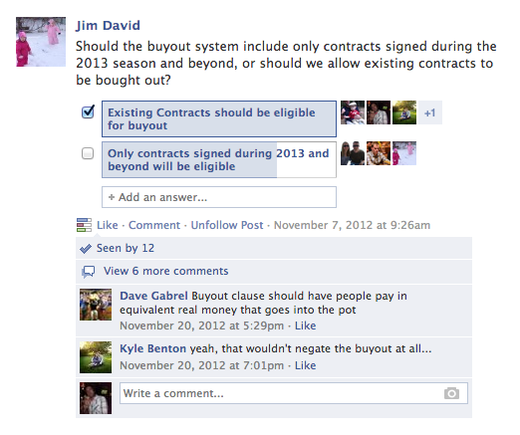 Jim David
Should the buyout system include only contracts signed during the
2013 season and beyond, or should we allow existing contracts to
be bought out?
Existing Contracts should be eligible
for buyout
+1
Only contracts signed during 2013 and
beyond will be eligible
+ Add an answer...
Like · Comment · Unfollow Post · November 7, 2012 at 9:26am
Seen by 12
View 6 more comments
Dave Gabrel Buyout clause should have people pay in
equivalent real money that goes into the pot
November 20, 2012 at 5:29pm · Like
Kyle Benton yeah, that wouldn't negate the buyout at all...
November 20, 2012 at 7:01pm · Like
Write a comment...